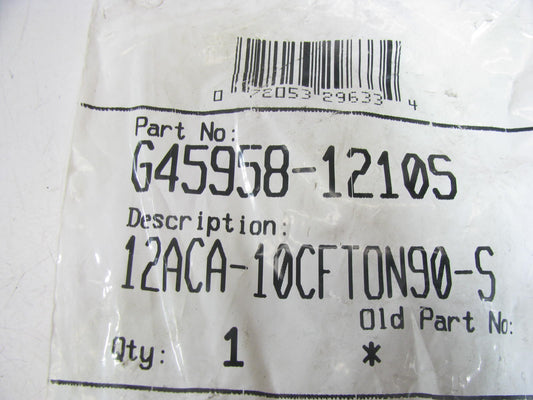 0 72053 29633 4
Part No:
G45958-1210S
Description:
12ACA-10CFTON90-S
Old Part No:
Qty: 1 *